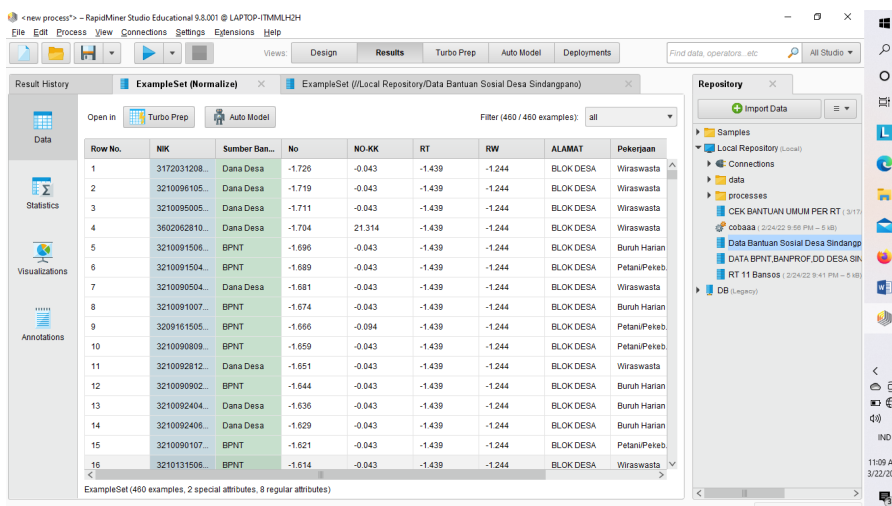 <new process*> – RapidMiner Studio Educational 9.8.001 @ LAPTOP-ITMMLH2H
File Edit Process View Connections Settings Extensions Help
Views: Design Results Turbo Prep Auto Model Deployments Find data, operators...etc All Studio
Result History ExampleSet (Normalize) ExampleSet (//Local Repository/Data Bantuan Sosial Desa Sindangpano) Repository
Open in Turbo Prep Auto Model Filter (460 / 460 examples): all
Data
Statistics
Visualizations
Annotations
Row No. NIK Sumber Ban... No NO-KK RT RW ALAMAT Pekerjaan
1 3172031208... Dana Desa -1.726 -0.043 -1.439 -1.244 BLOK DESA Wiraswasta
2 3210096105... Dana Desa -1.719 -0.043 -1.439 -1.244 BLOK DESA Wiraswasta
3 3210095005... Dana Desa -1.711 -0.043 -1.439 -1.244 BLOK DESA Wiraswasta
4 3602062810... Dana Desa -1.704 21.314 -1.439 -1.244 BLOK DESA Wiraswasta
5 3210091506... BPNT -1.696 -0.043 -1.439 -1.244 BLOK DESA Buruh Harian
6 3210091504... BPNT -1.689 -0.043 -1.439 -1.244 BLOK DESA Petani/Pekeb.
7 3210090504... Dana Desa -1.681 -0.043 -1.439 -1.244 BLOK DESA Wiraswasta
8 3210091007... BPNT -1.674 -0.043 -1.439 -1.244 BLOK DESA Buruh Harian
9 3209161505... BPNT -1.666 -0.094 -1.439 -1.244 BLOK DESA Petani/Pekeb.
10 3210090809... BPNT -1.659 -0.043 -1.439 -1.244 BLOK DESA Petani/Pekeb.
11 3210092812... BPNT -1.651 -0.043 -1.439 -1.244 BLOK DESA Wiraswasta
12 3210090902... BPNT -1.644 -0.043 -1.439 -1.244 BLOK DESA Buruh Harian
13 3210092404... Dana Desa -1.636 -0.043 -1.439 -1.244 BLOK DESA Buruh Harian
14 3210092406... Dana Desa -1.629 -0.043 -1.439 -1.244 BLOK DESA Buruh Harian
15 3210090107... BPNT -1.621 -0.043 -1.439 -1.244 BLOK DESA Petani/Pekeb.
16 3210131506... BPNT -1.614 -0.043 -1.439 -1.244 BLOK DESA Wiraswasta
ExampleSet (460 examples, 2 special attributes, 8 regular attributes)
Import Data
Samples
Local Repository (Local)
Connections
data
processes
CEK BANTUAN UMUM PER RT (3/17/
cobaaa (2/24/22 9:56 PM – 5 kB)
Data Bantuan Sosial Desa Sindangp
DATA BPNT,BANPROF,DD DESA SIN
RT 11 Bansos (2/24/22 9:41 PM – 6 kB)
DB (Legacy)
IND
11:09 A
3/22/20